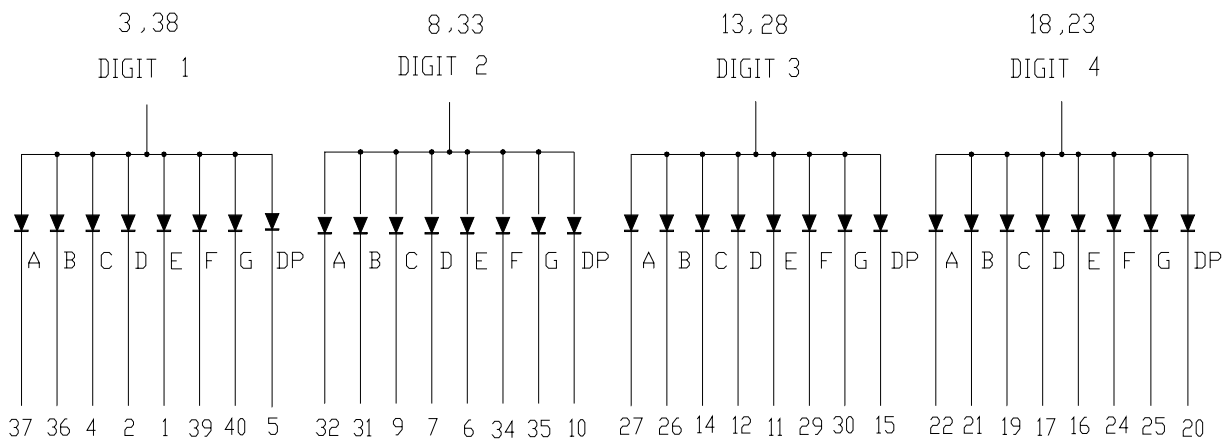 3,38 8,33 13,28 18,23
DIGIT 1 DIGIT 2 DIGIT 3 DIGIT 4
A B C D E F G DP A B C D E F G DP A B C D E F G DP A B C D E F G DP
37 36 4 2 1 39 40 5 32 31 9 7 6 34 35 10 27 26 14 12 11 29 30 15 22 21 19 17 16 24 25 20